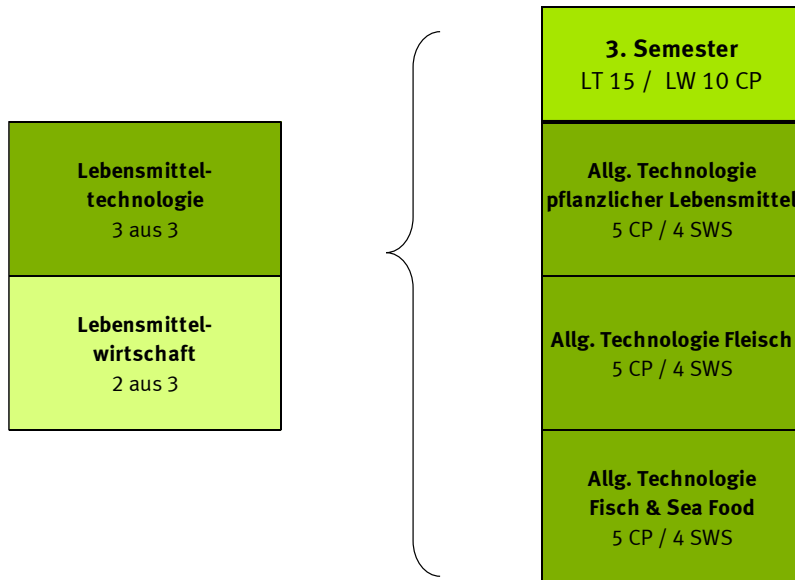 Lebensmittel-
technologie
3 aus 3
Lebensmittel-
wirtschaft
2 aus 3
3. Semester
LT 15 / LW 10 CP
Allg. Technologie
pflanzlicher Lebensmittel
5 CP / 4 SWS
Allg. Technologie Fleisch
5 CP / 4 SWS
Allg. Technologie
Fisch & Sea Food
5 CP / 4 SWS